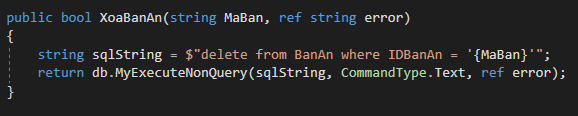 public bool XoaBanAn(string MaBan, ref string error)
{
string sqlString = $"delete from BanAn where IDBanAn = '{MaBan}'";
return db.MyExecuteNonQuery(sqlString, CommandType.Text, ref error);
}